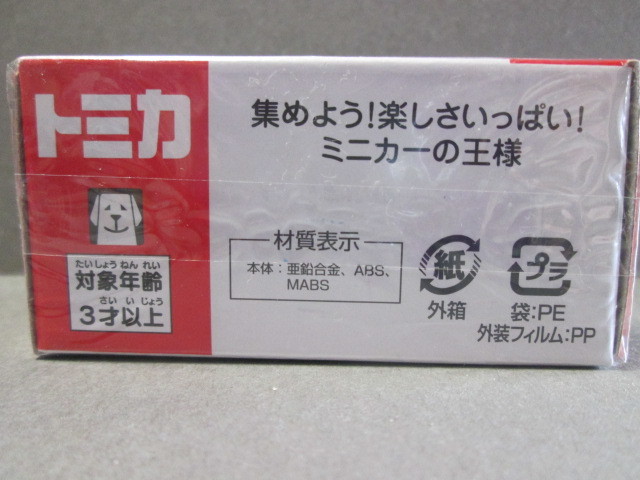 トミカ
集めよう!楽しさいっぱい!
ミニカーの王様
たいしょうねんれい
対象年齢
さいいじょう
3才以上
材質表示
本体:亜鉛合金、ABS、
MABS
紙
外箱
プラ
袋:PE
外装フィルム:PP